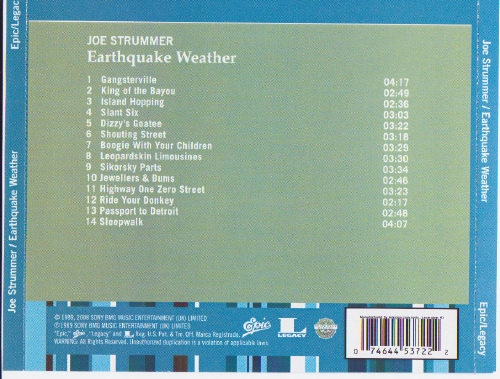 Epic/Legac
Joe Strummer / Earthquake Weather
JOE STRUMMER
Earthquake Weather
1 Gangsterville 04:17
2 King of the Bayou 02:49
3 Island Hopping 02:36
4 Slant Six 03:03
5 Dizzy's Goatee 03:22
6 Shouting Street 03:18
7 Boogie With Your Children 03:29
8 Leopardskin Limousines 03:30
9 Sikorsky Parts 03:34
10 Jewellers & Bums 02:46
11 Highway One Zero Street 03:23
12 Ride Your Donkey 02:17
13 Passport to Detroit 02:48
14 Sleepwalk 04:07
Joe Strummer / Earthquake Weather
Epic/Legacy
℗ 1989, 2008 SONY BMG MUSIC ENTERTAINMENT (UK) LIMITED
© 1989 SONY BMG MUSIC ENTERTAINMENT (UK) LIMITED
"Epic," Epic, "Legacy" and L Reg. U.S. Pat. & Tm. Off. Marca Registrada.
WARNING: All Rights Reserved. Unauthorized duplication is a violation of applicable laws.
Epic
L
LEGACY
0 74644 53722 2